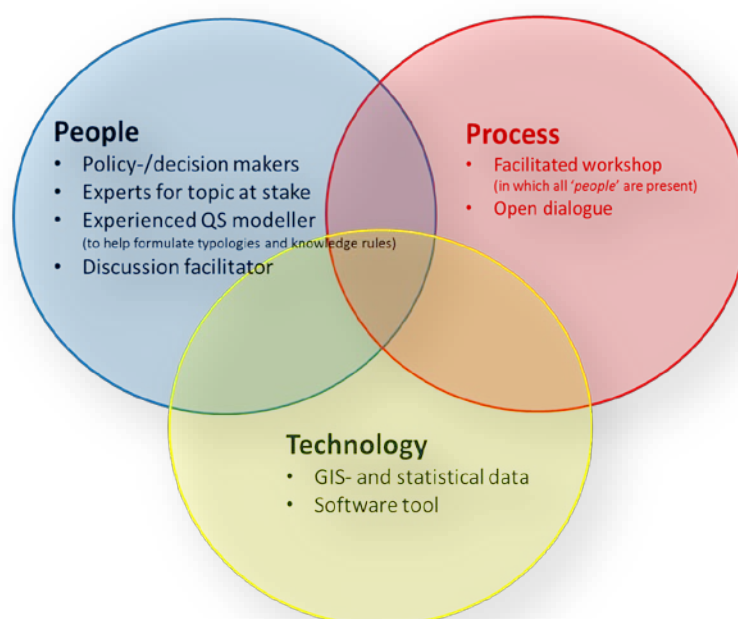 People
• Policy-/decision makers
• Experts for topic at stake
• Experienced QS modeller
(to help formulate typologies and knowledge rules)
• Discussion facilitator
Process
• Facilitated workshop
(in which all ‘people’ are present)
• Open dialogue
Technology
• GIS- and statistical data
• Software tool